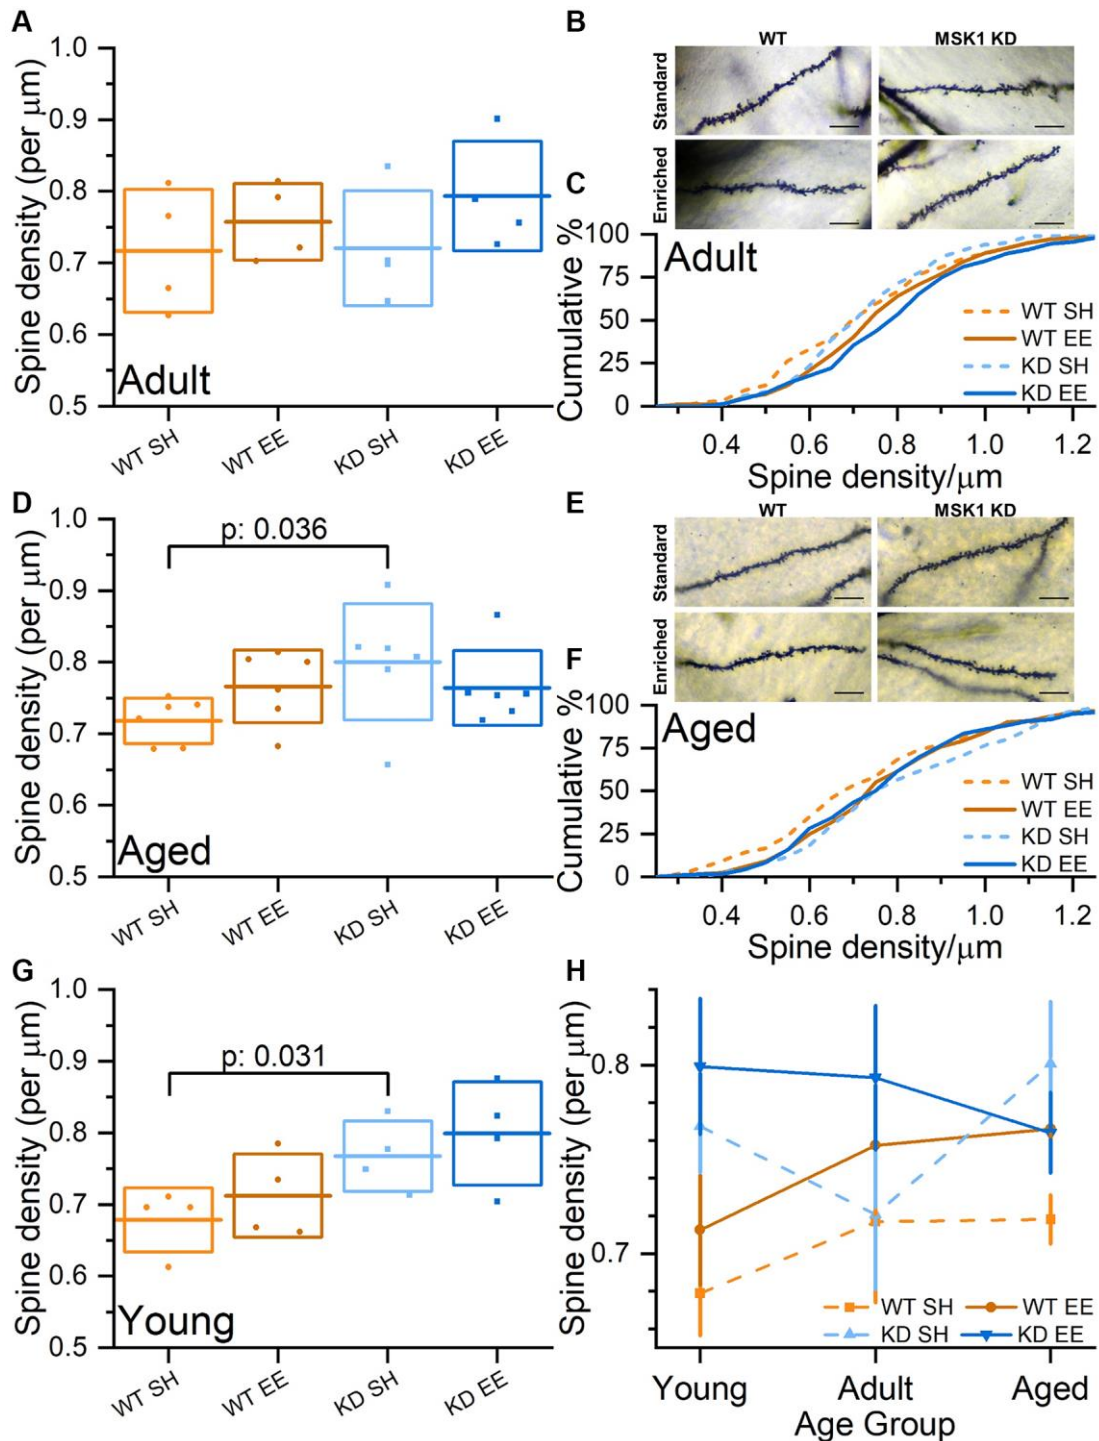 A
Spine density (per μm)
1.0
0.9
0.8
0.7
0.6
0.5
Adult
WT SH
WT EE
KD SH
KD EE
B
WT
MSK1 KD
Standard
Enriched
C
Cumulative %
100
75
50
25
0
Adult
WT SH
WT EE
KD SH
KD EE
0.4
0.6
0.8
1.0
1.2
Spine density/μm
D
Spine density (per μm)
1.0
0.9
0.8
0.7
0.6
0.5
p: 0.036
Aged
WT SH
WT EE
KD SH
KD EE
E
WT
MSK1 KD
Standard
Enriched
F
Cumulative %
100
75
50
25
0
Aged
WT SH
WT EE
KD SH
KD EE
0.4
0.6
0.8
1.0
1.2
Spine density/μm
G
Spine density (per μm)
1.0
0.9
0.8
0.7
0.6
0.5
p: 0.031
Young
WT SH
WT EE
KD SH
KD EE
H
Spine density (per μm)
0.8
0.7
WT SH
WT EE
KD SH
KD EE
Young
Adult
Aged
Age Group